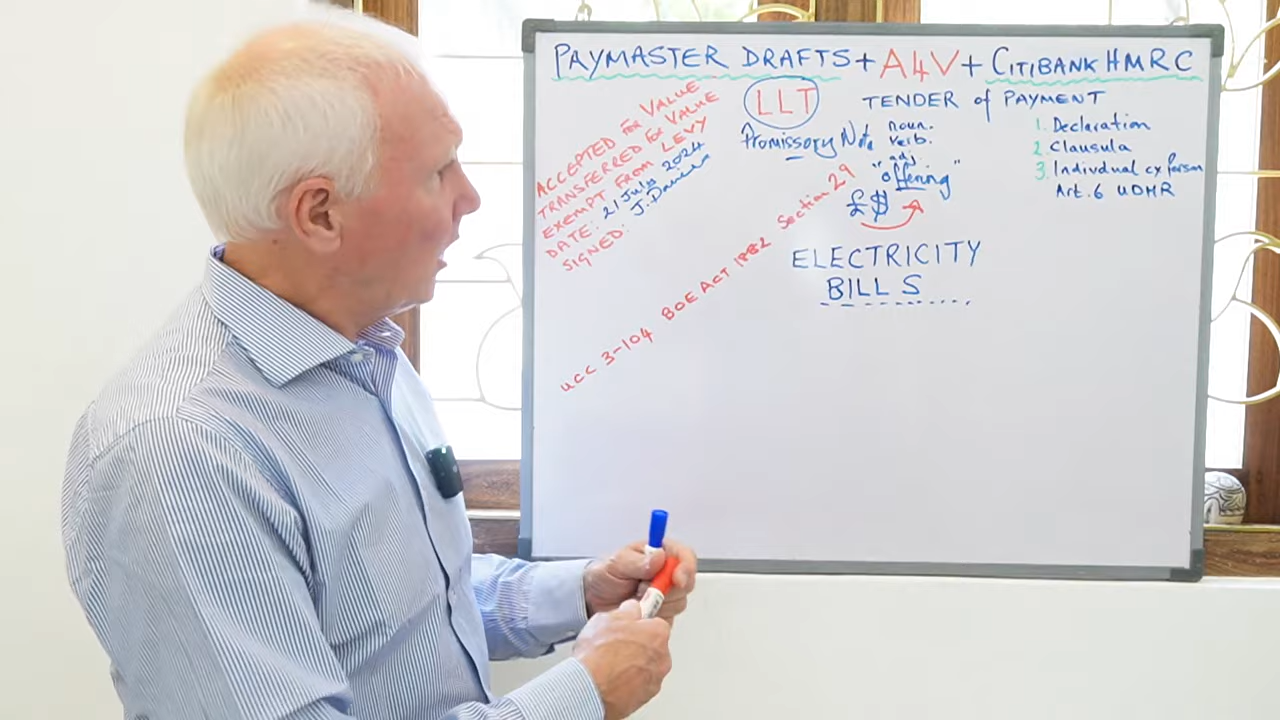 PAYMASTER DRAFTS + A4V + CITIBANK HMRC
LLT
TENDER of PAYMENT
Promissory Note
noun.
verb.
adj.
" offering "
£$
1. Declaration
2. Clausula
3. Indivdual ex person
Art. 6 UDHR
ACCEPTED FOR VALUE
TRANSFERRED FOR VALUE
EXEMPT FROM LEVY
DATE: 21 July 2024
SIGNED: J. Davies
UCC 3-104 BOE ACT 1882 Section 29
ELECTRICITY
BILLS